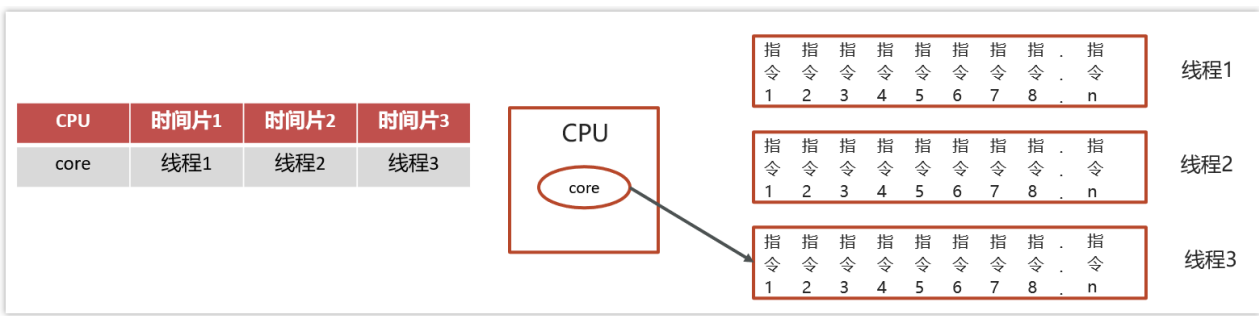 CPU 时间片1 时间片2 时间片3
core 线程1 线程2 线程3
CPU
core
指 指 指 指 指 指 指 指 . 指
令 令 令 令 令 令 令 令 . 令
1 2 3 4 5 6 7 8 . n
线程1
指 指 指 指 指 指 指 指 . 指
令 令 令 令 令 令 令 令 . 令
1 2 3 4 5 6 7 8 . n
线程2
指 指 指 指 指 指 指 指 . 指
令 令 令 令 令 令 令 令 . 令
1 2 3 4 5 6 7 8 . n
线程3